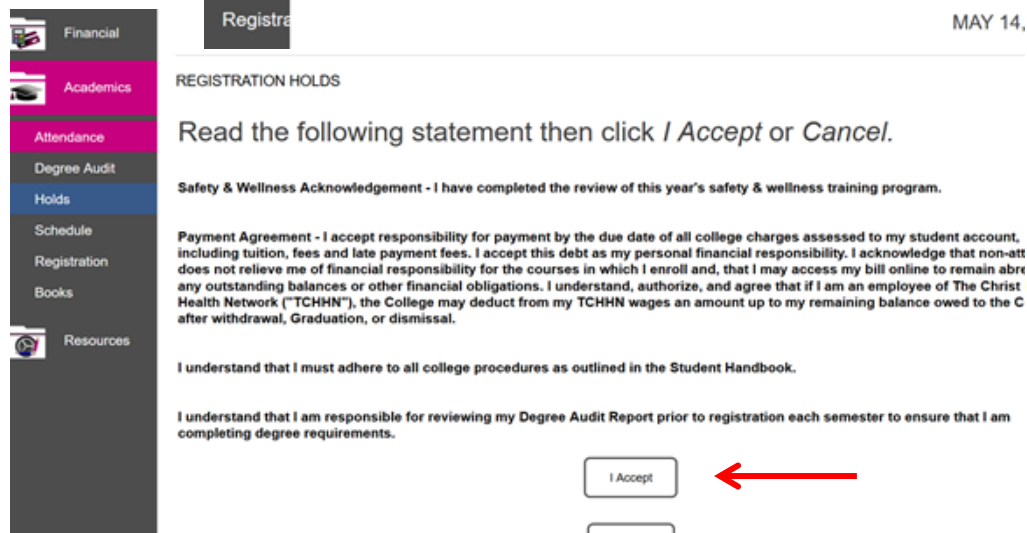 Financial
Registra
MAY 14,
Academics
REGISTRATION HOLDS
Read the following statement then click I Accept or Cancel.
Attendance
Degree Audit
Holds
Schedule
Registration
Books
Resources
Safety & Wellness Acknowledgement - I have completed the review of this year's safety & wellness training program.
Payment Agreement - I accept responsibility for payment by the due date of all college charges assessed to my student account,
including tuition, fees and late payment fees. I accept this debt as my personal financial responsibility. I acknowledge that non-att
does not relieve me of financial responsibility for the courses in which I enroll and, that I may access my bill online to remain abre
any outstanding balances or other financial obligations. I understand, authorize, and agree that if I am an employee of The Christ
Health Network ("TCHHN"), the College may deduct from my TCHHN wages an amount up to my remaining balance owed to the C
after withdrawal, Graduation, or dismissal.
I understand that I must adhere to all college procedures as outlined in the Student Handbook.
I understand that I am responsible for reviewing my Degree Audit Report prior to registration each semester to ensure that I am
completing degree requirements.
I Accept